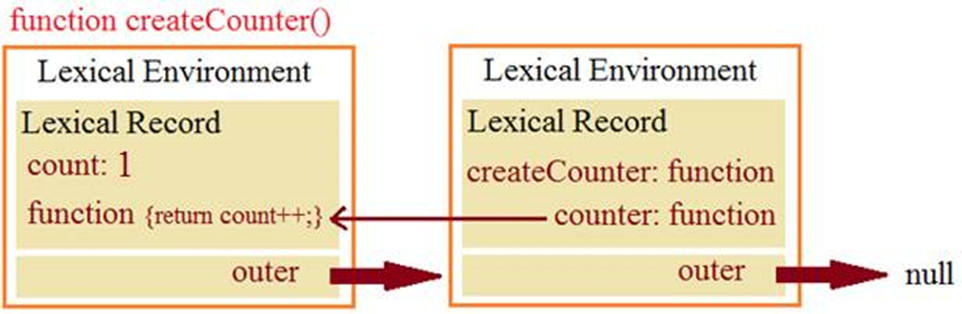 function createCounter()
Lexical Environment
Lexical Record
count: 1
function {return count++;}
outer
Lexical Environment
Lexical Record
createCounter: function
counter: function
outer
null